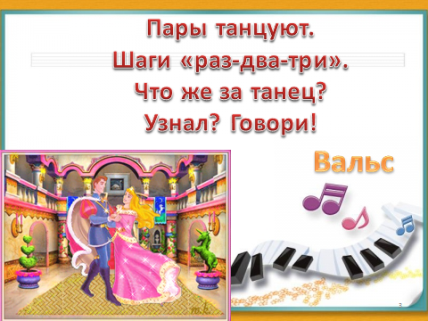 Пары танцуют.
Шаги «раз-два-три».
Что же за танец?
Узнал? Говори!
Вальс